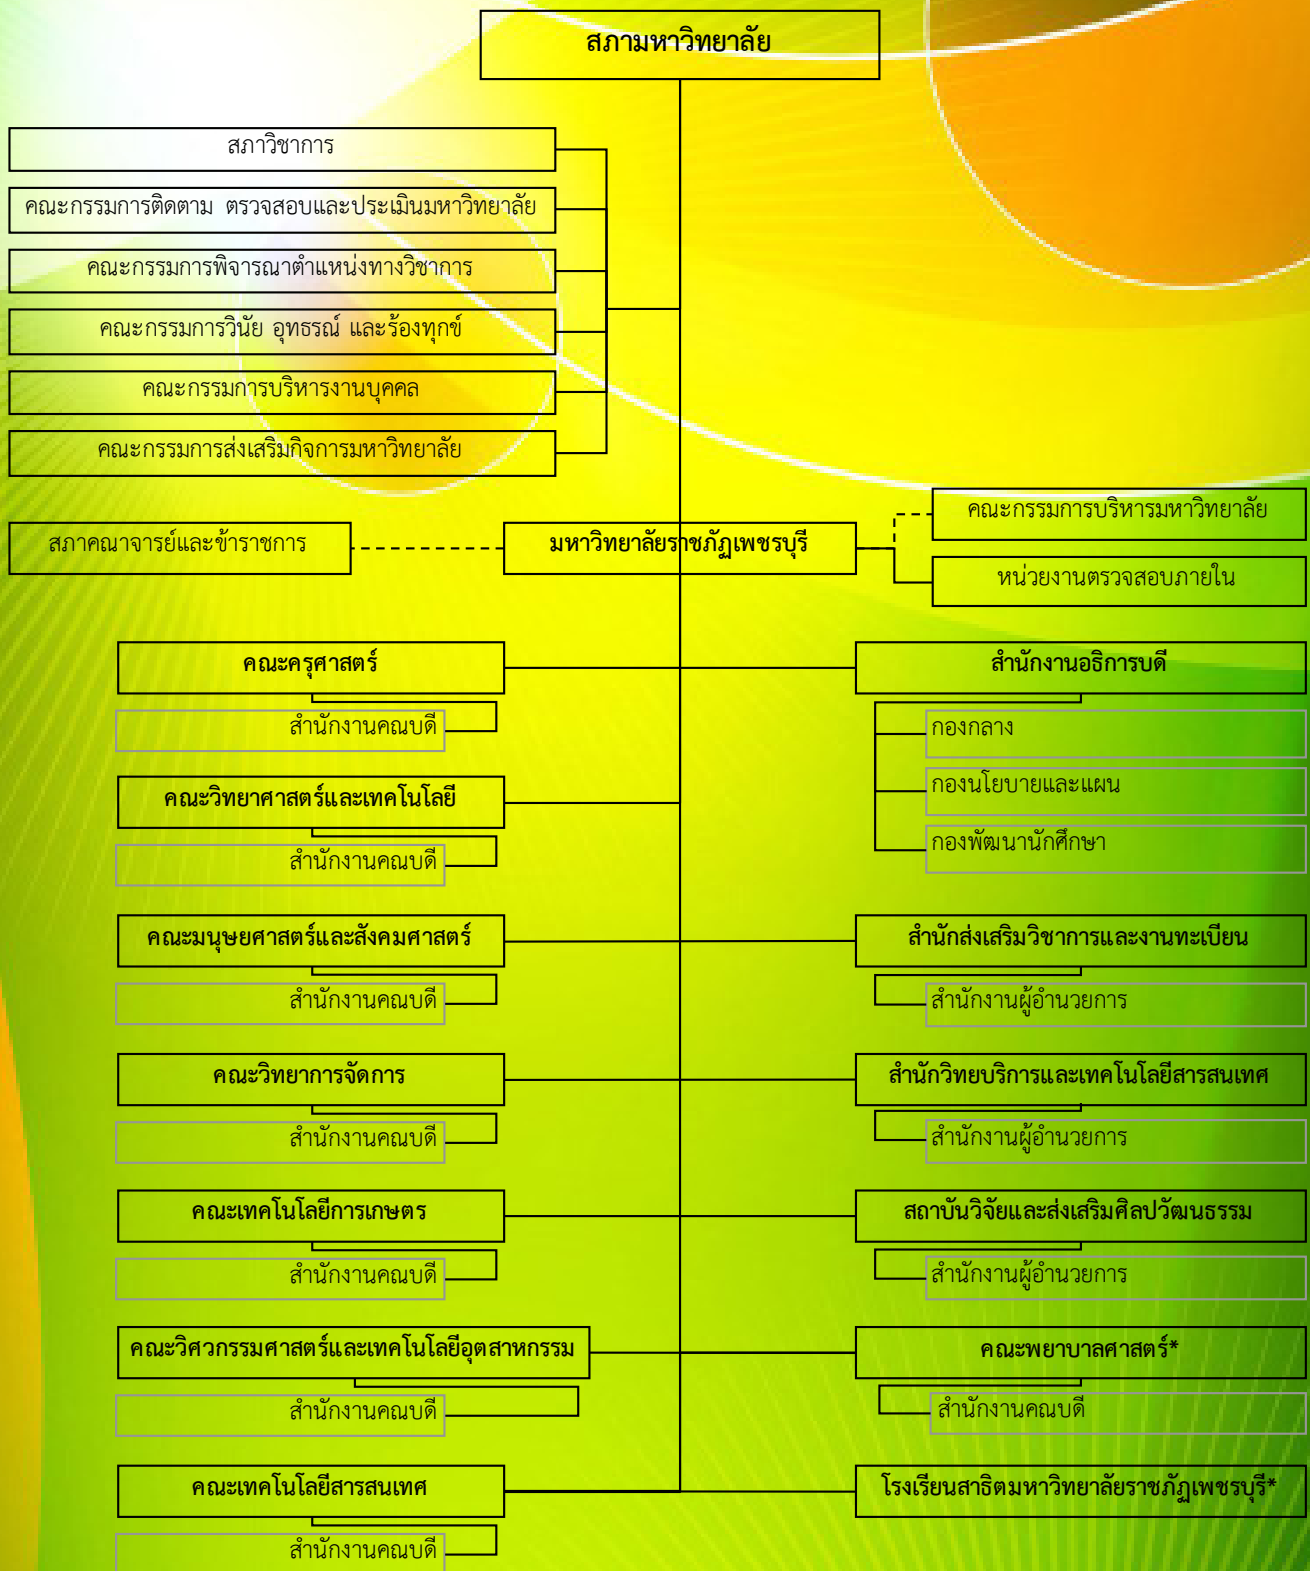 สภามหาวิทยาลัย
สภาวิชาการ
คณะกรรมการติดตาม ตรวจสอบและประเมินมหาวิทยาลัย
คณะกรรมการพิจารณาตำแหน่งทางวิชาการ
คณะกรรมการวินัย อุทธรณ์ และร้องทุกข์
คณะกรรมการบริหารงานบุคคล
คณะกรรมการส่งเสริมกิจการมหาวิทยาลัย
สภาคณาจารย์และข้าราชการ
มหาวิทยาลัยราชภัฏเพชรบุรี
คณะกรรมการบริหารมหาวิทยาลัย
หน่วยงานตรวจสอบภายใน
คณะครุศาสตร์
สำนักงานคณบดี
คณะวิทยาศาสตร์และเทคโนโลยี
สำนักงานคณบดี
คณะมนุษยศาสตร์และสังคมศาสตร์
สำนักงานคณบดี
คณะวิทยาการจัดการ
สำนักงานคณบดี
คณะเทคโนโลยีการเกษตร
สำนักงานคณบดี
คณะวิศวกรรมศาสตร์และเทคโนโลยีอุตสาหกรรม
สำนักงานคณบดี
คณะเทคโนโลยีสารสนเทศ
สำนักงานคณบดี
สำนักงานอธิการบดี
กองกลาง
กองนโยบายและแผน
กองพัฒนานักศึกษา
สำนักส่งเสริมวิชาการและงานทะเบียน
สำนักงานผู้อำนวยการ
สำนักวิทยบริการและเทคโนโลยีสารสนเทศ
สำนักงานผู้อำนวยการ
สถาบันวิจัยและส่งเสริมศิลปวัฒนธรรม
สำนักงานผู้อำนวยการ
คณะพยาบาลศาสตร์*
สำนักงานคณบดี
โรงเรียนสาธิตมหาวิทยาลัยราชภัฏเพชรบุรี*